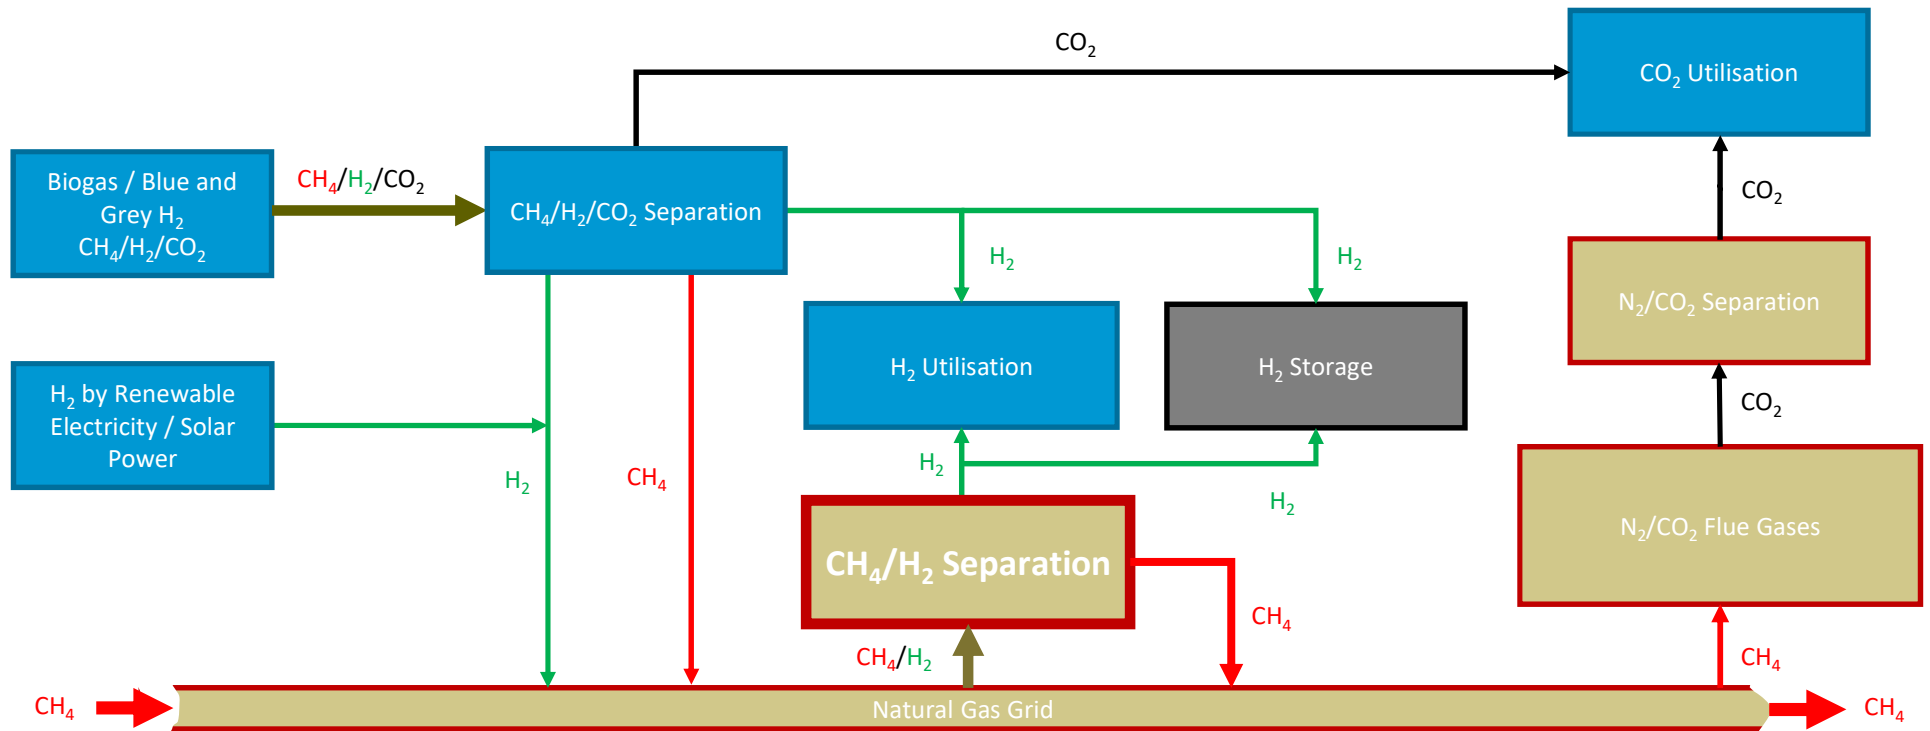 CO₂
CO₂ Utilisation
Biogas / Blue and
Grey H₂
CH₄/H₂/CO₂
CH₄/H₂/CO₂
CH₄/H₂/CO₂ Separation
CO₂
H₂
H₂
N₂/CO₂ Separation
H₂ Utilisation
H₂ Storage
H₂ by Renewable
Electricity / Solar
Power
CO₂
H₂
CH₄
H₂
H₂
N₂/CO₂ Flue Gases
CH₄/H₂ Separation
CH₄
CH₄/H₂
CH₄
CH₄
Natural Gas Grid
CH₄